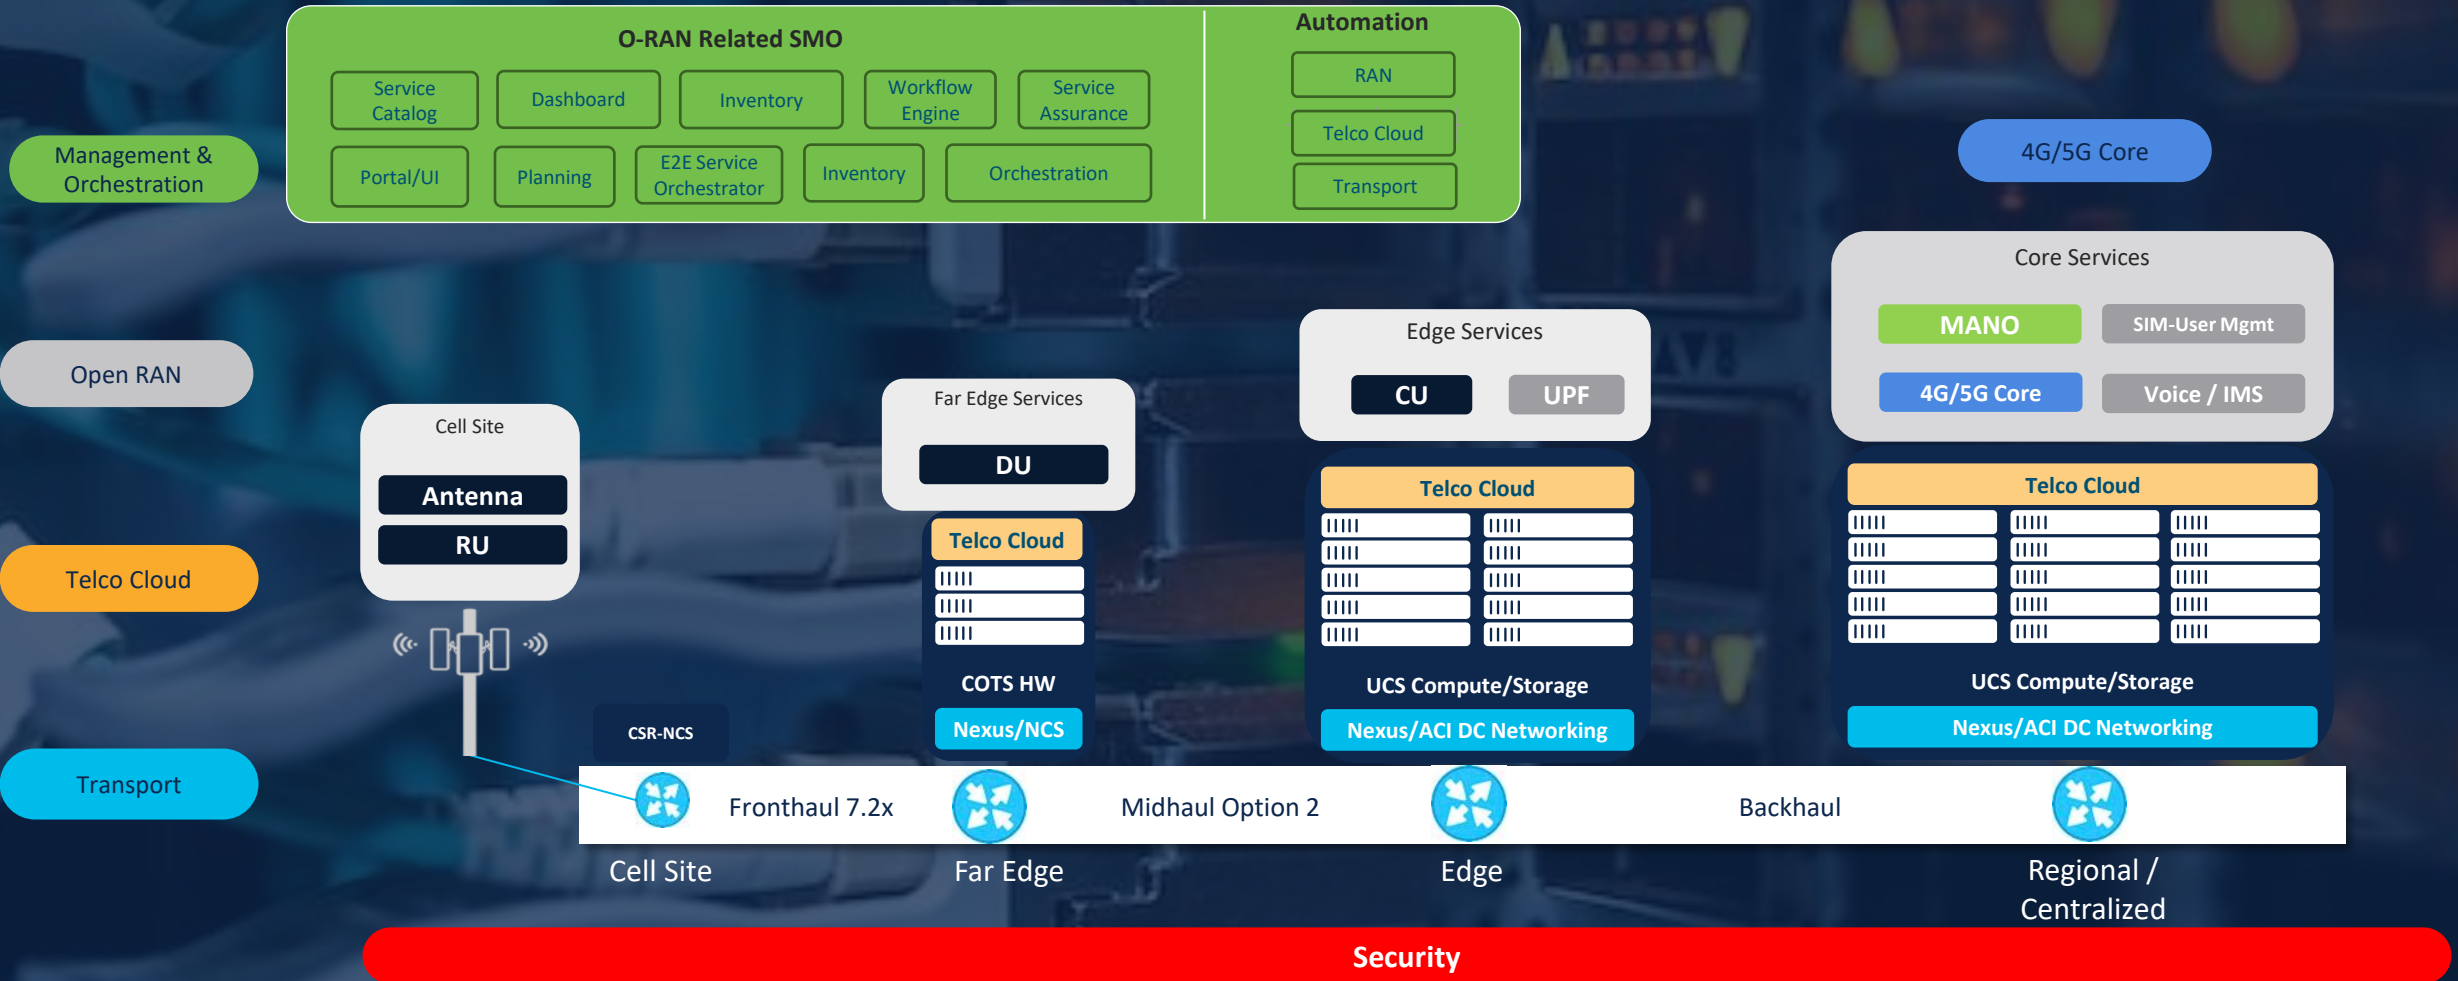 O-RAN Related SMO
Automation
Service
Catalog
Dashboard
Inventory
Workflow
Engine
Service
Assurance
RAN
Telco Cloud
Transport
Portal/UI
Planning
E2E Service
Orchestrator
Inventory
Orchestration
Management &
Orchestration
4G/5G Core
Open RAN
Telco Cloud
Transport
Cell Site
Antenna
RU
CSR-NCS
Far Edge Services
DU
Telco Cloud
COTS HW
Nexus/NCS
Edge Services
CU
UPF
Telco Cloud
UCS Compute/Storage
Nexus/ACI DC Networking
Core Services
MANO
SIM-User Mgmt
4G/5G Core
Voice / IMS
Telco Cloud
UCS Compute/Storage
Nexus/ACI DC Networking
Fronthaul 7.2x
Midhaul Option 2
Backhaul
Cell Site
Far Edge
Edge
Regional /
Centralized
Security